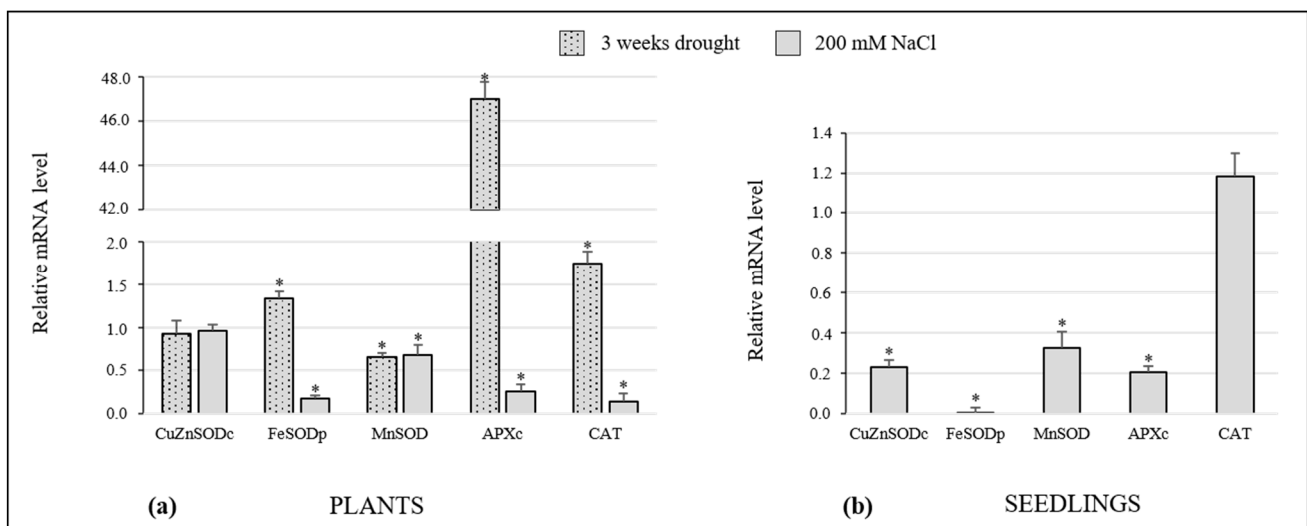 3 weeks drought
200 mM NaCl
Relative mRNA level
48.0
46.0
44.0
42.0
2.0
1.5
1.0
0.5
0.0
*
*
*
*
*
*
*
*
CuZnSODc
FeSODp
MnSOD
APXc
CAT
(a)
PLANTS
Relative mRNA level
1.4
1.2
1.0
0.8
0.6
0.4
0.2
0.0
*
*
*
*
CuZnSODc
FeSODp
MnSOD
APXc
CAT
(b)
SEEDLINGS